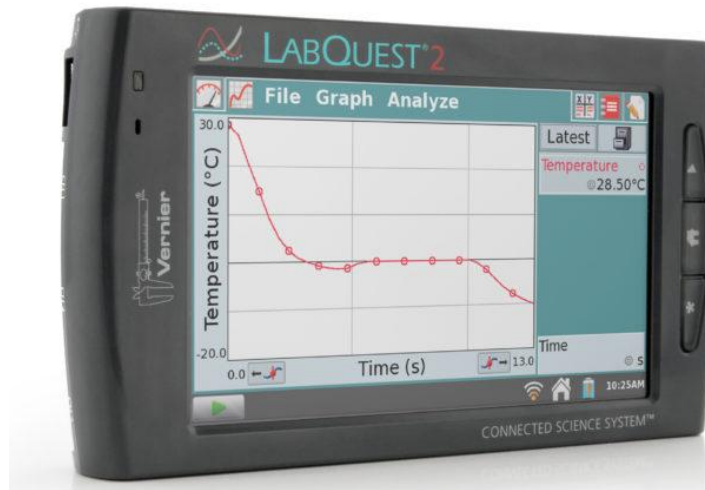 LABQUEST®2
File Graph Analyze
X Y
Latest
Temperature
28.50°C
30.0
Temperature (°C)
-20.0
0.0
Time (s)
13.0
Time
s
10:25AM
Vernier
CONNECTED SCIENCE SYSTEM™